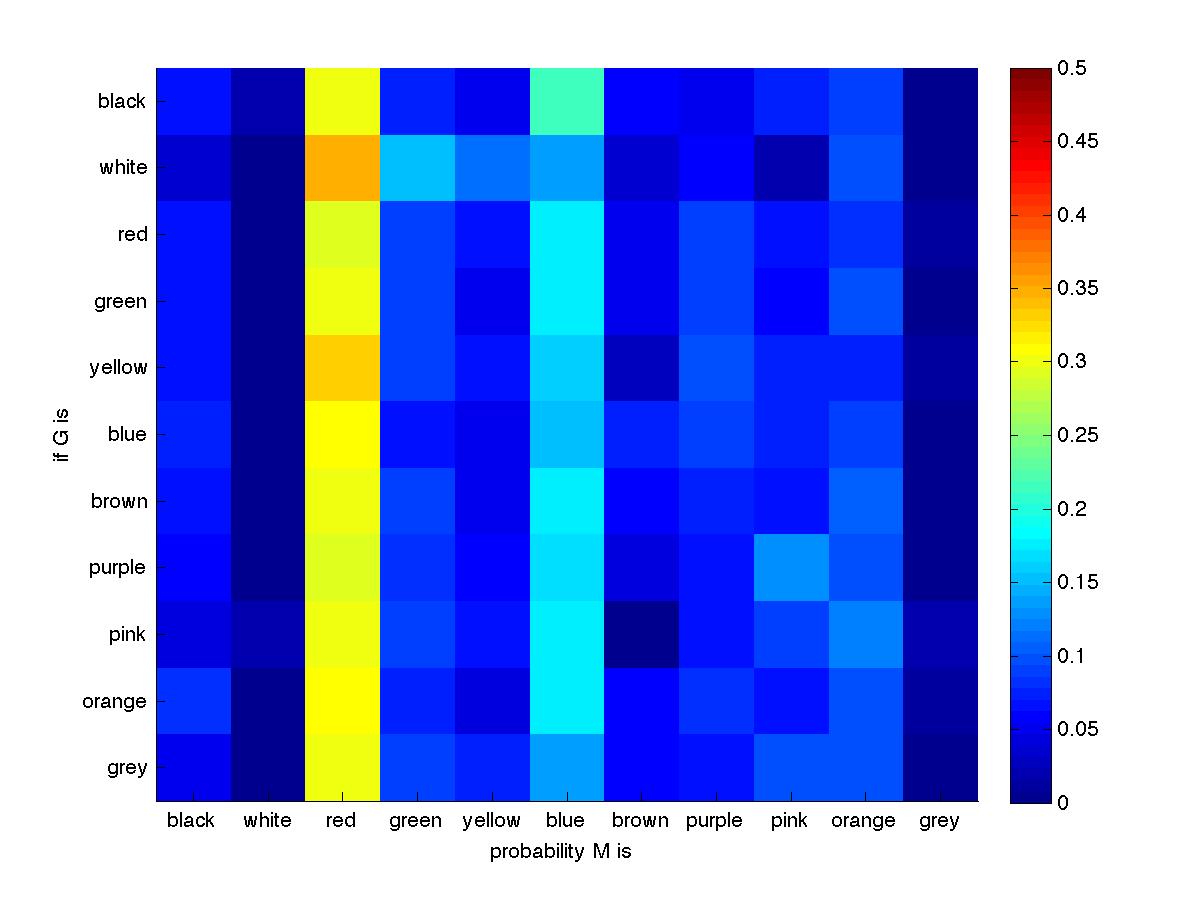 black
white
red
green
yellow
blue
brown
purple
pink
orange
grey
if G is
black white red green yellow blue brown purple pink orange grey
probability M is
0.5
0.45
0.4
0.35
0.3
0.25
0.2
0.15
0.1
0.05
0